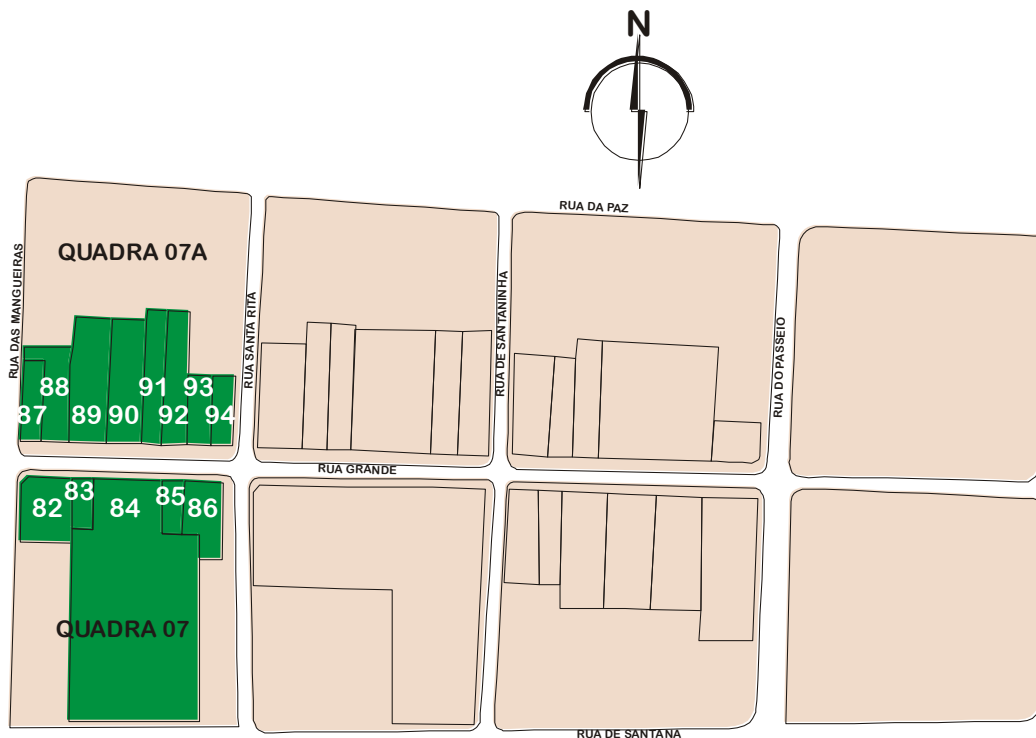 N
RUA DA PAZ
QUADRA 07A
RUA DAS MANGUEIRAS
RUA SANTA RITA
RUA DE SANTANINHA
RUA DO PASSEIO
88
91
93
87
89
90
92
94
RUA GRANDE
83
85
82
84
86
QUADRA 07
RUA DE SANTANA